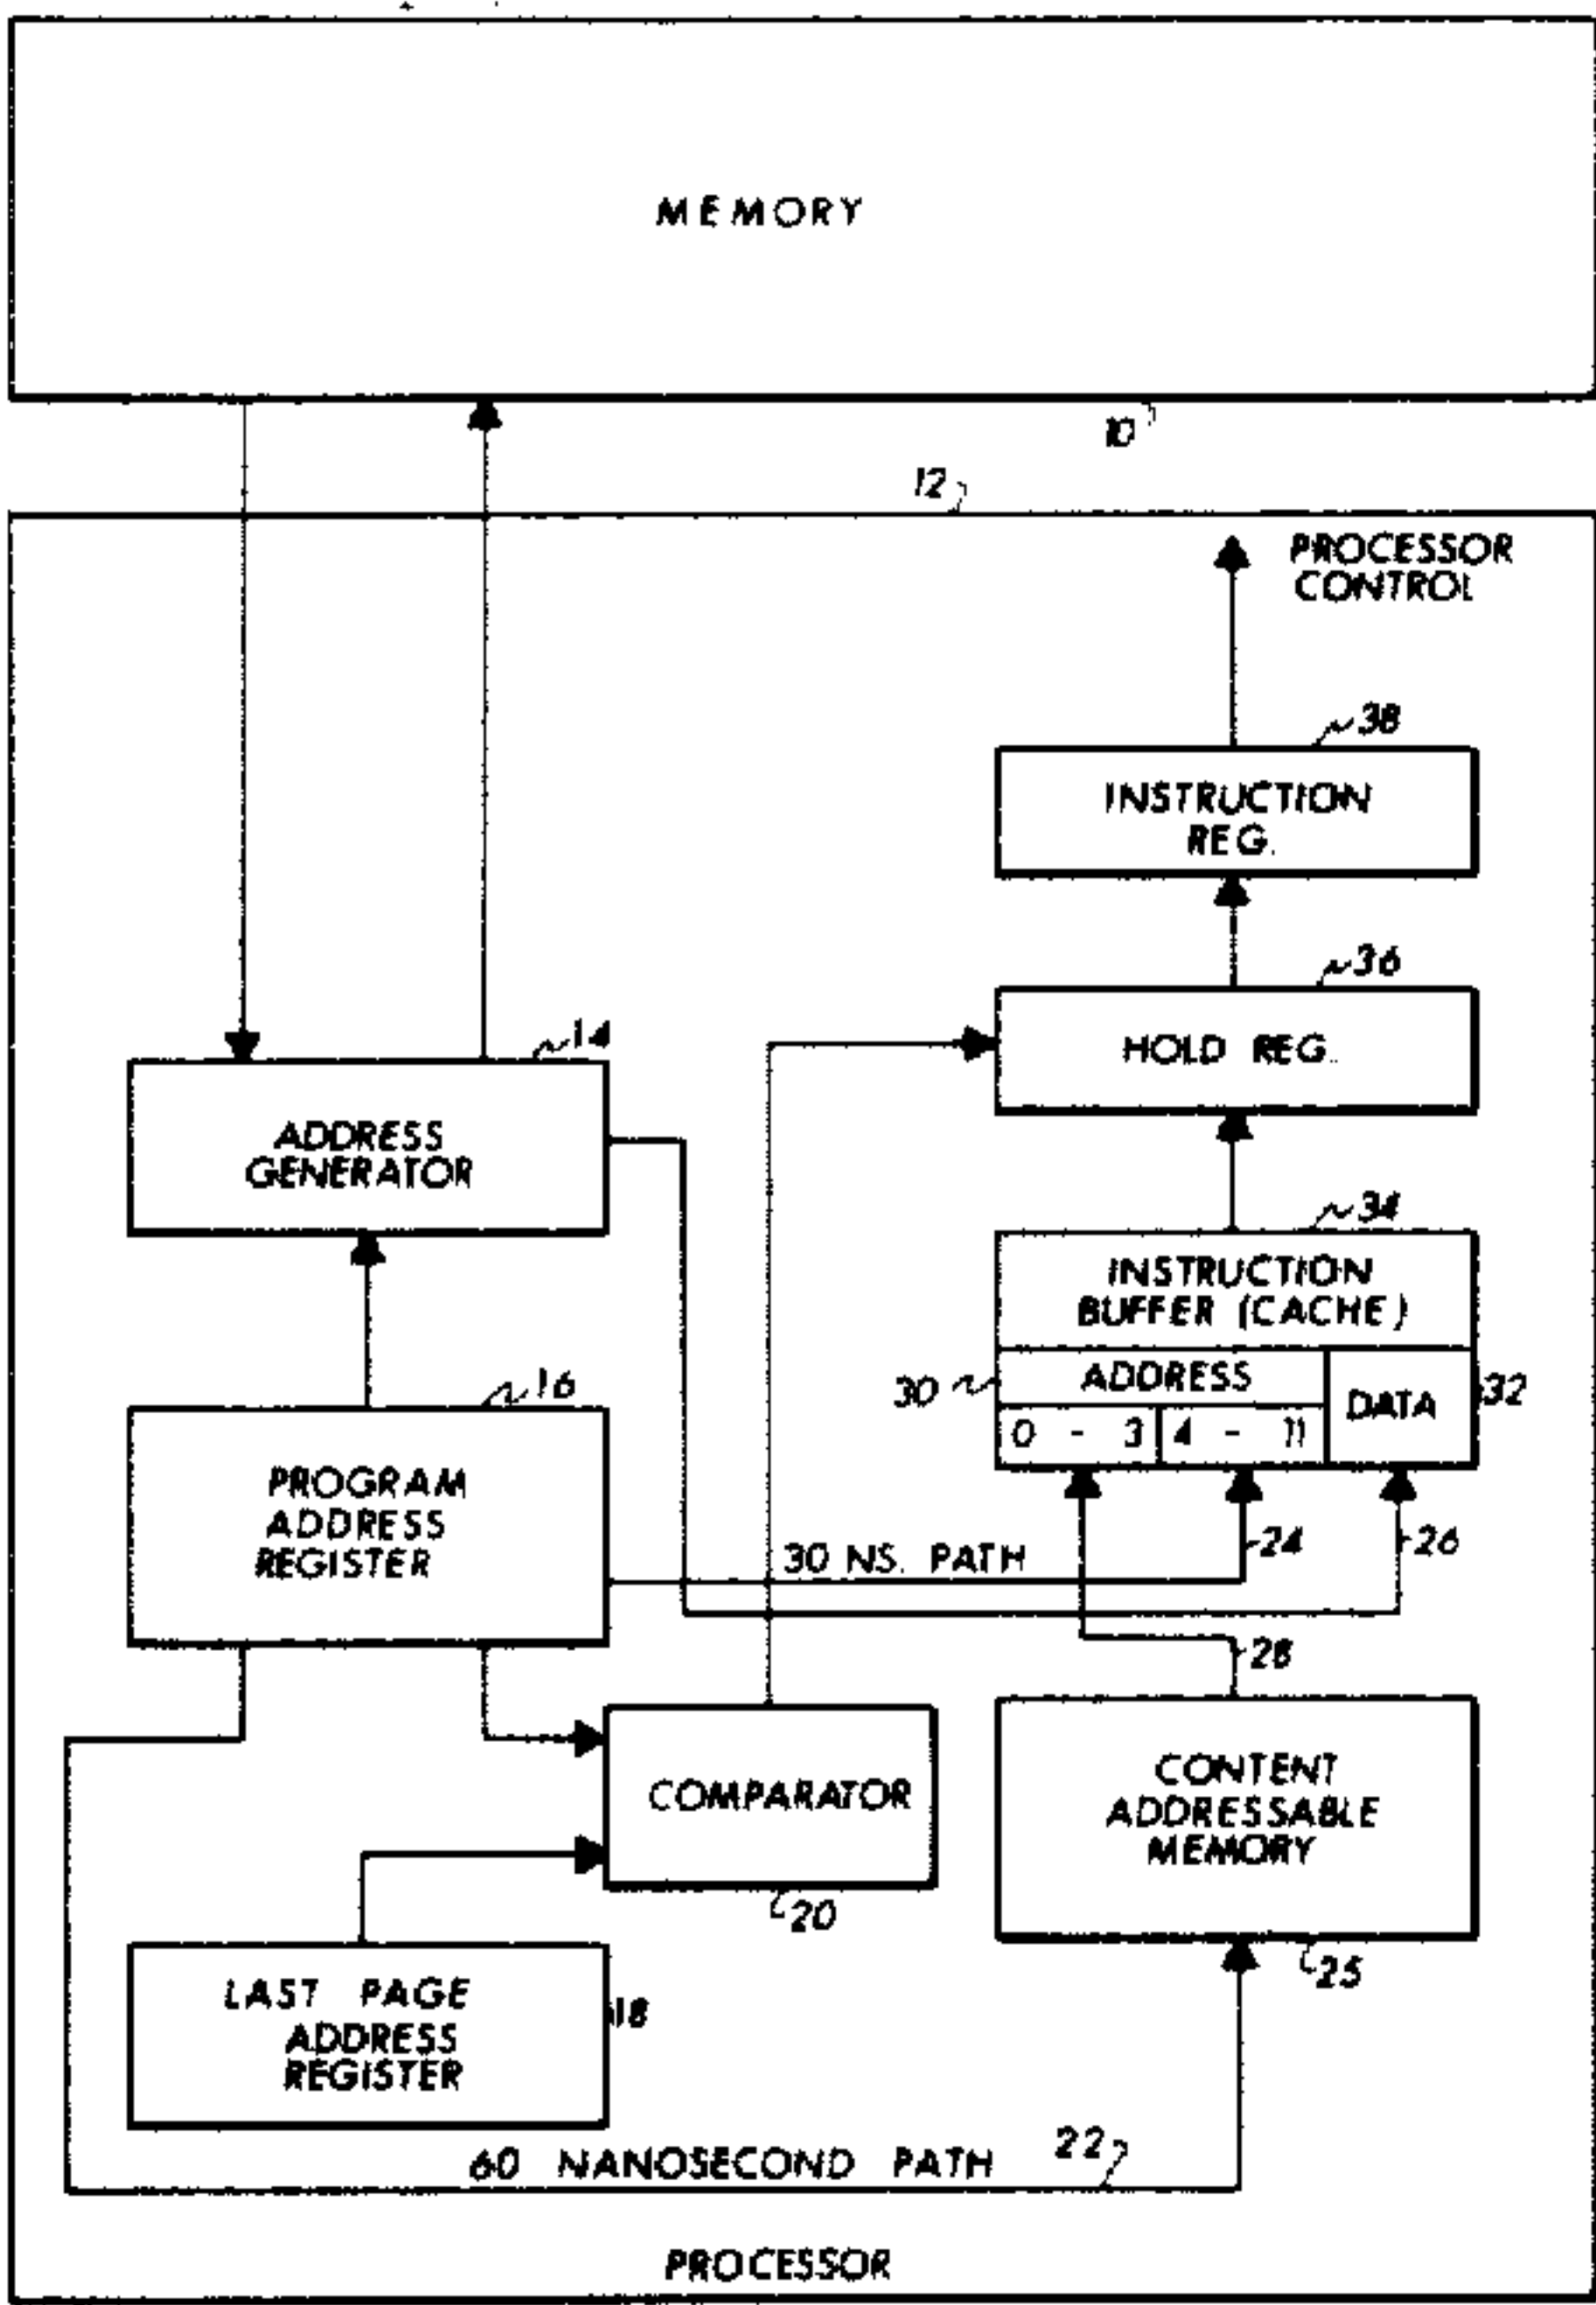 MEMORY
10
12
PROCESSOR
CONTROL
38
INSTRUCTION
REG.
36
HOLD REG.
14
ADDRESS
GENERATOR
34
INSTRUCTION
BUFFER (CACHE)
30
ADDRESS
DATA
32
0 - 3
4 - 11
16
PROGRAM
ADDRESS
REGISTER
30 NS. PATH
24
26
28
COMPARATOR
20
CONTENT
ADDRESSABLE
MEMORY
25
LAST PAGE
ADDRESS
REGISTER
18
60 NANOSECOND PATH
22
PROCESSOR